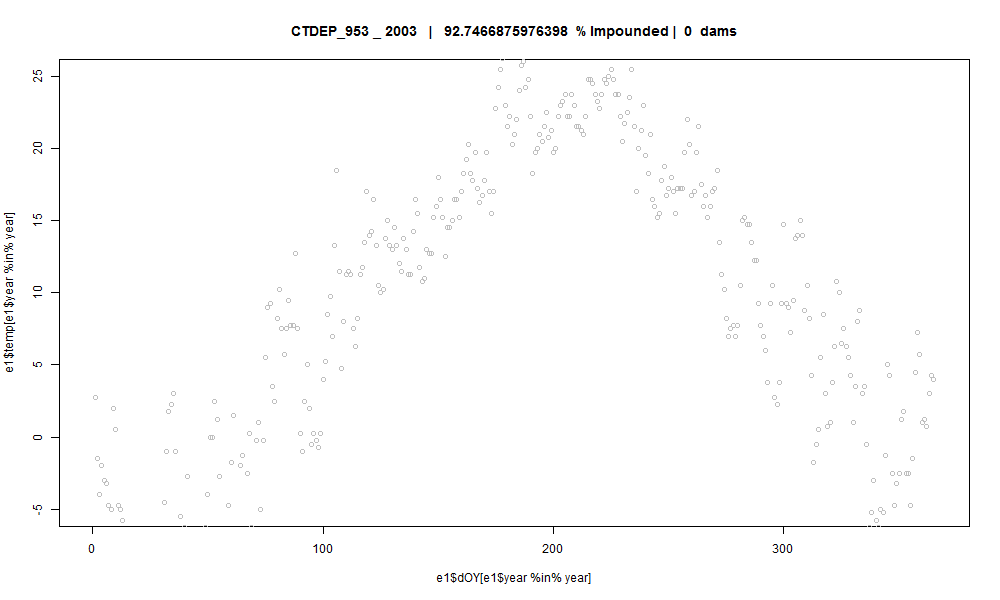 CTDEP_953 _ 2003 | 92.7466875976398 % Impounded | 0 dams
e1$temp[e1$year %in% year]
25
20
15
10
5
0
-5
0 100 200 300
e1$dOY[e1$year %in% year]